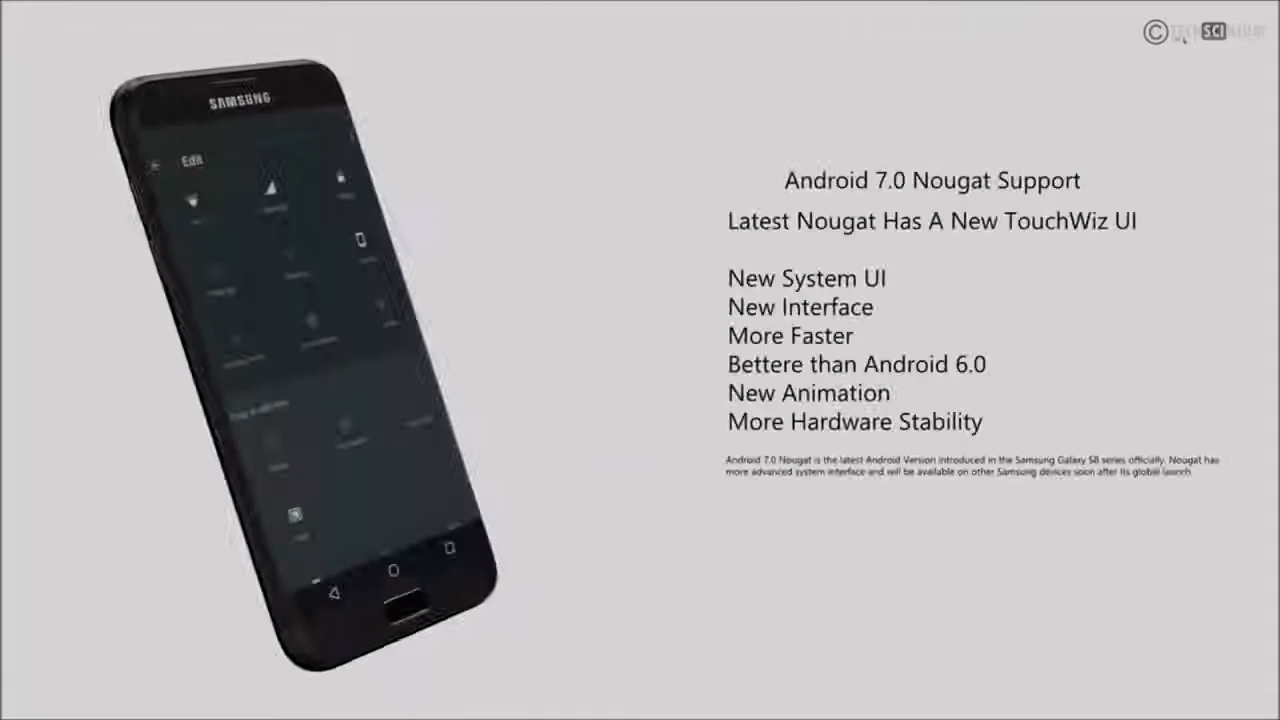 © TECH SCI NIUM
SAMSUNG
Edit
Android 7.0 Nougat Support
Latest Nougat Has A New TouchWiz UI
New System UI
New Interface
More Faster
Bettere than Android 6.0
New Animation
More Hardware Stability
Android 7.0 Nougat is the latest Android Version introduced in the Samsung Galaxy S8 series officially. Nougat has
more advanced system interface and will be available on other Samsung devices soon after its global launch